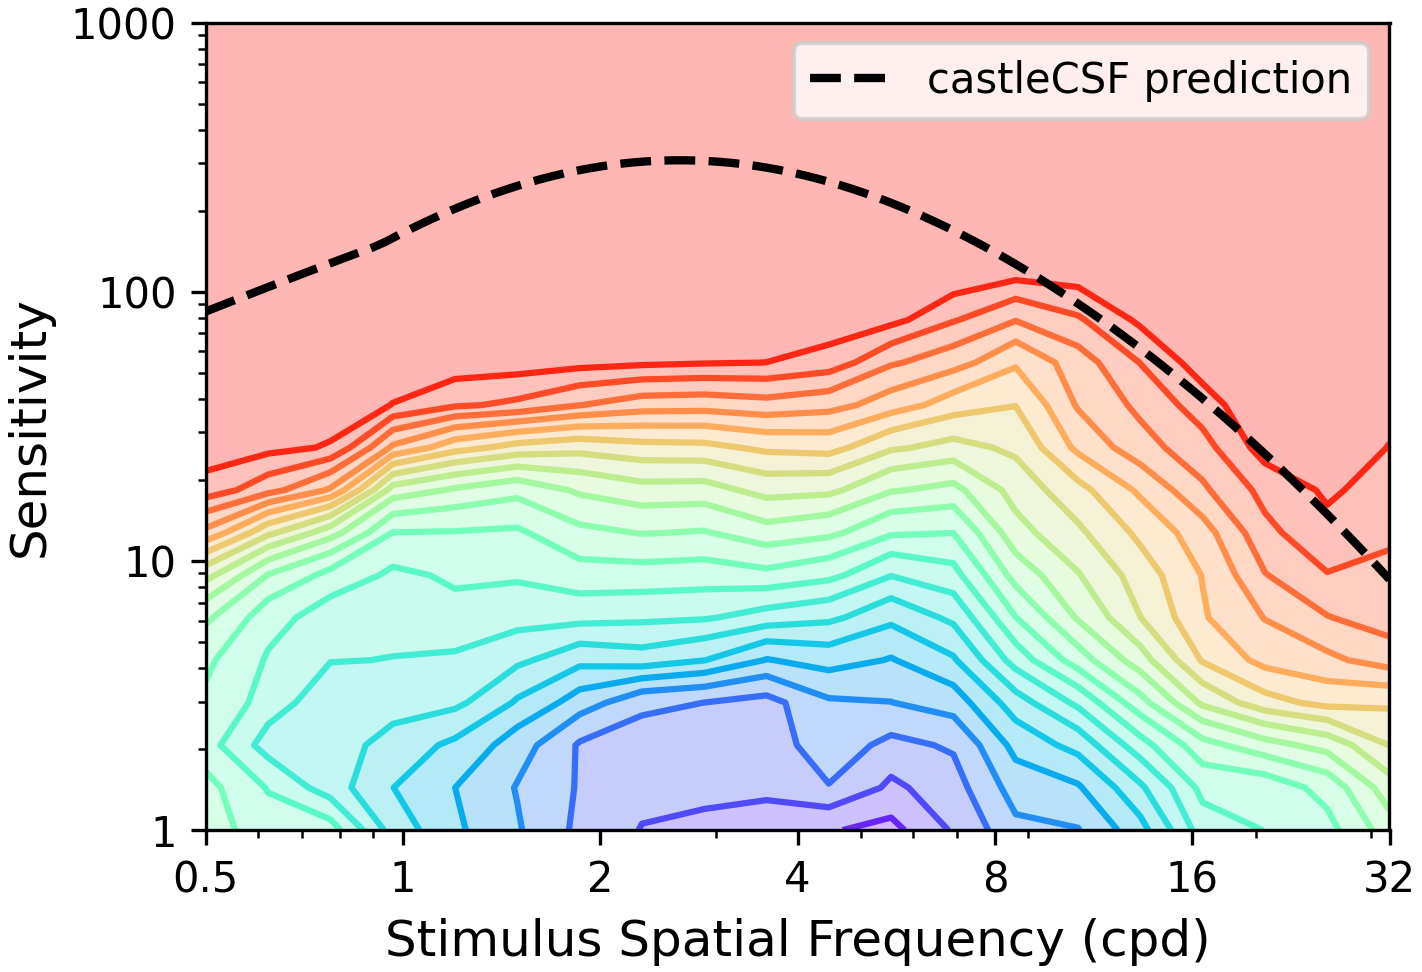 1000
castleCSF prediction
100
Sensitivity
10
1
0.5 1 2 4 8 16 32
Stimulus Spatial Frequency (cpd)